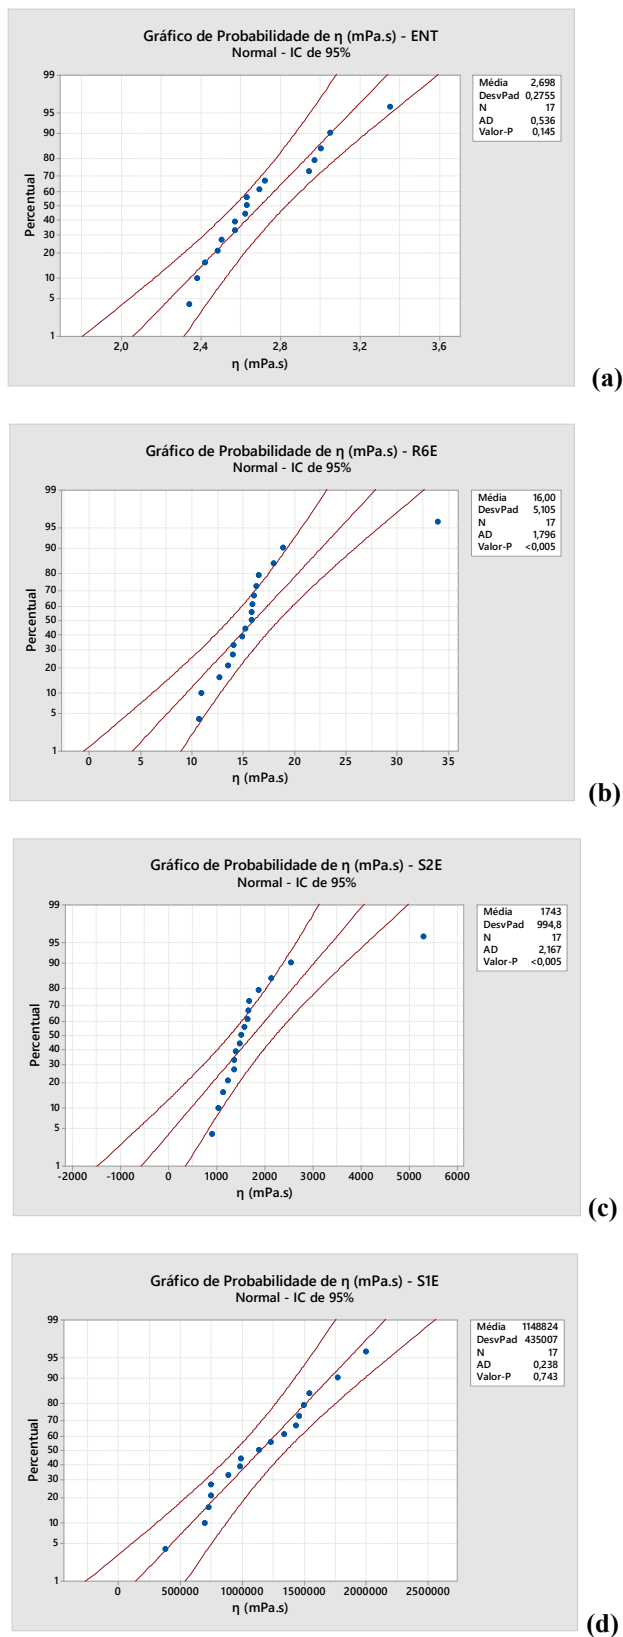 Gráfico de Probabilidade de η (mPa.s) - ENT
Normal - IC de 95%
Média 2,698
DesvPad 0,2755
N 17
AD 0,536
Valor-P 0,145
Percentual
99
95
90
80
70
60
50
40
30
20
10
5
1
2,0 2,4 2,8 3,2 3,6
η (mPa.s)
(a)
Gráfico de Probabilidade de η (mPa.s) - R6E
Normal - IC de 95%
Média 16,00
DesvPad 5,105
N 17
AD 1,796
Valor-P <0,005
Percentual
99
95
90
80
70
60
50
40
30
20
10
5
1
0 5 10 15 20 25 30 35
η (mPa.s)
(b)
Gráfico de Probabilidade de η (mPa.s) - S2E
Normal - IC de 95%
Média 1743
DesvPad 994,8
N 17
AD 2,167
Valor-P <0,005
Percentual
99
95
90
80
70
60
50
40
30
20
10
5
1
-2000 -1000 0 1000 2000 3000 4000 5000 6000
η (mPa.s)
(c)
Gráfico de Probabilidade de η (mPa.s) - S1E
Normal - IC de 95%
Média 1148824
DesvPad 435007
N 17
AD 0,238
Valor-P 0,743
Percentual
99
95
90
80
70
60
50
40
30
20
10
5
1
0 500000 1000000 1500000 2000000 2500000
η (mPa.s)
(d)